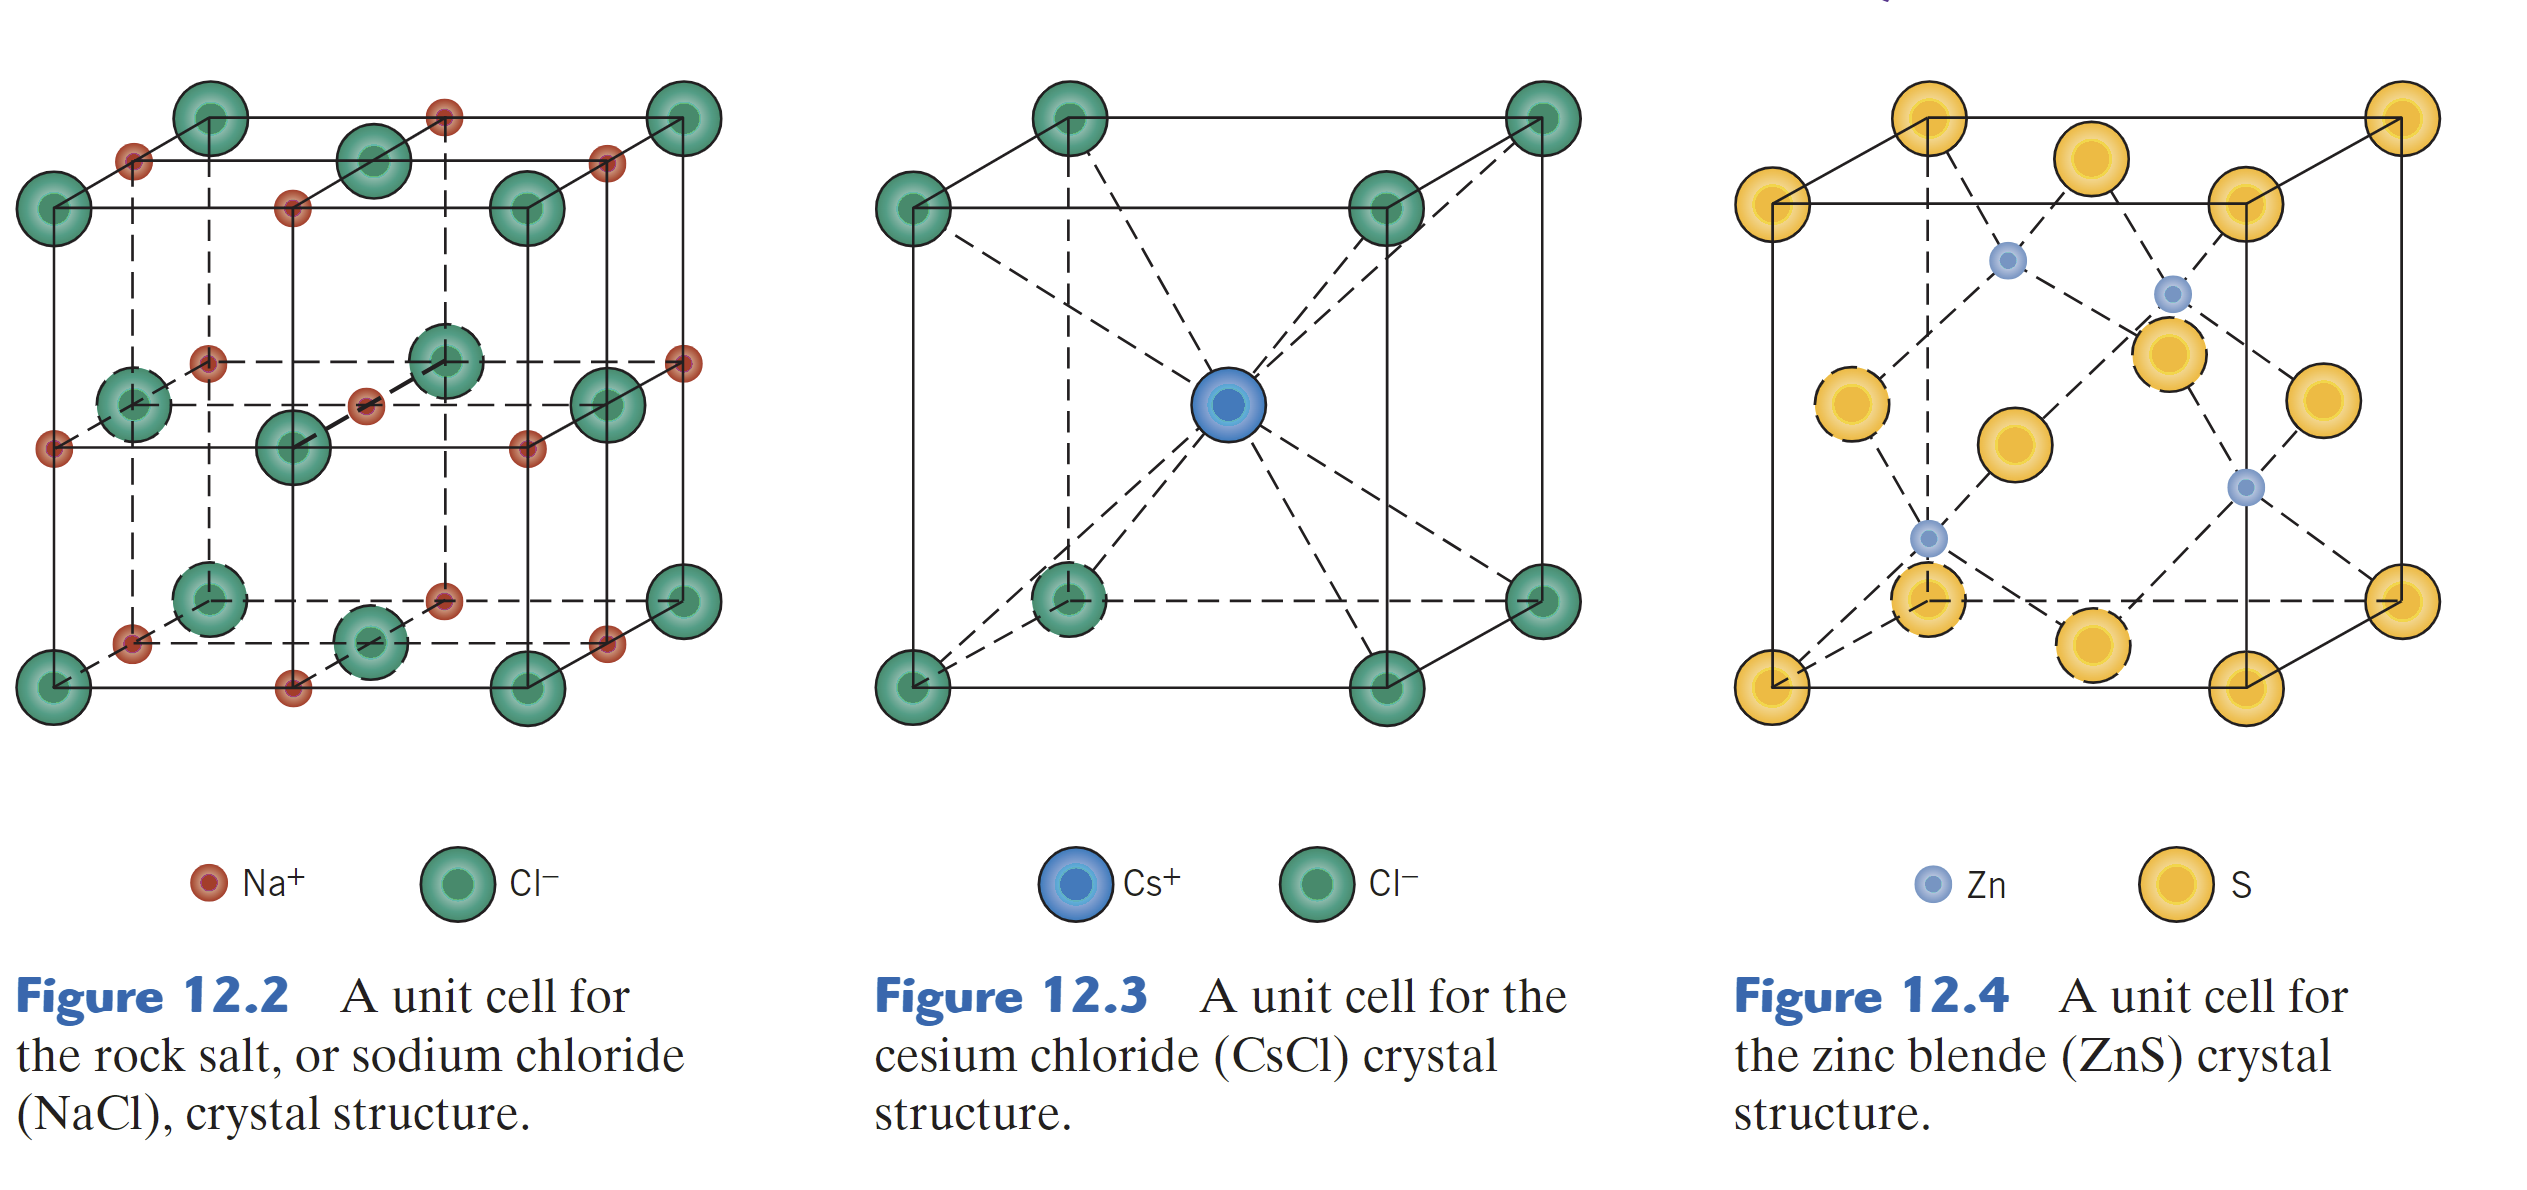 Na+
Cl−
Cs+
Cl−
Zn
S
Figure 12.2 A unit cell for
the rock salt, or sodium chloride
(NaCl), crystal structure.
Figure 12.3 A unit cell for the
cesium chloride (CsCl) crystal
structure.
Figure 12.4 A unit cell for
the zinc blende (ZnS) crystal
structure.